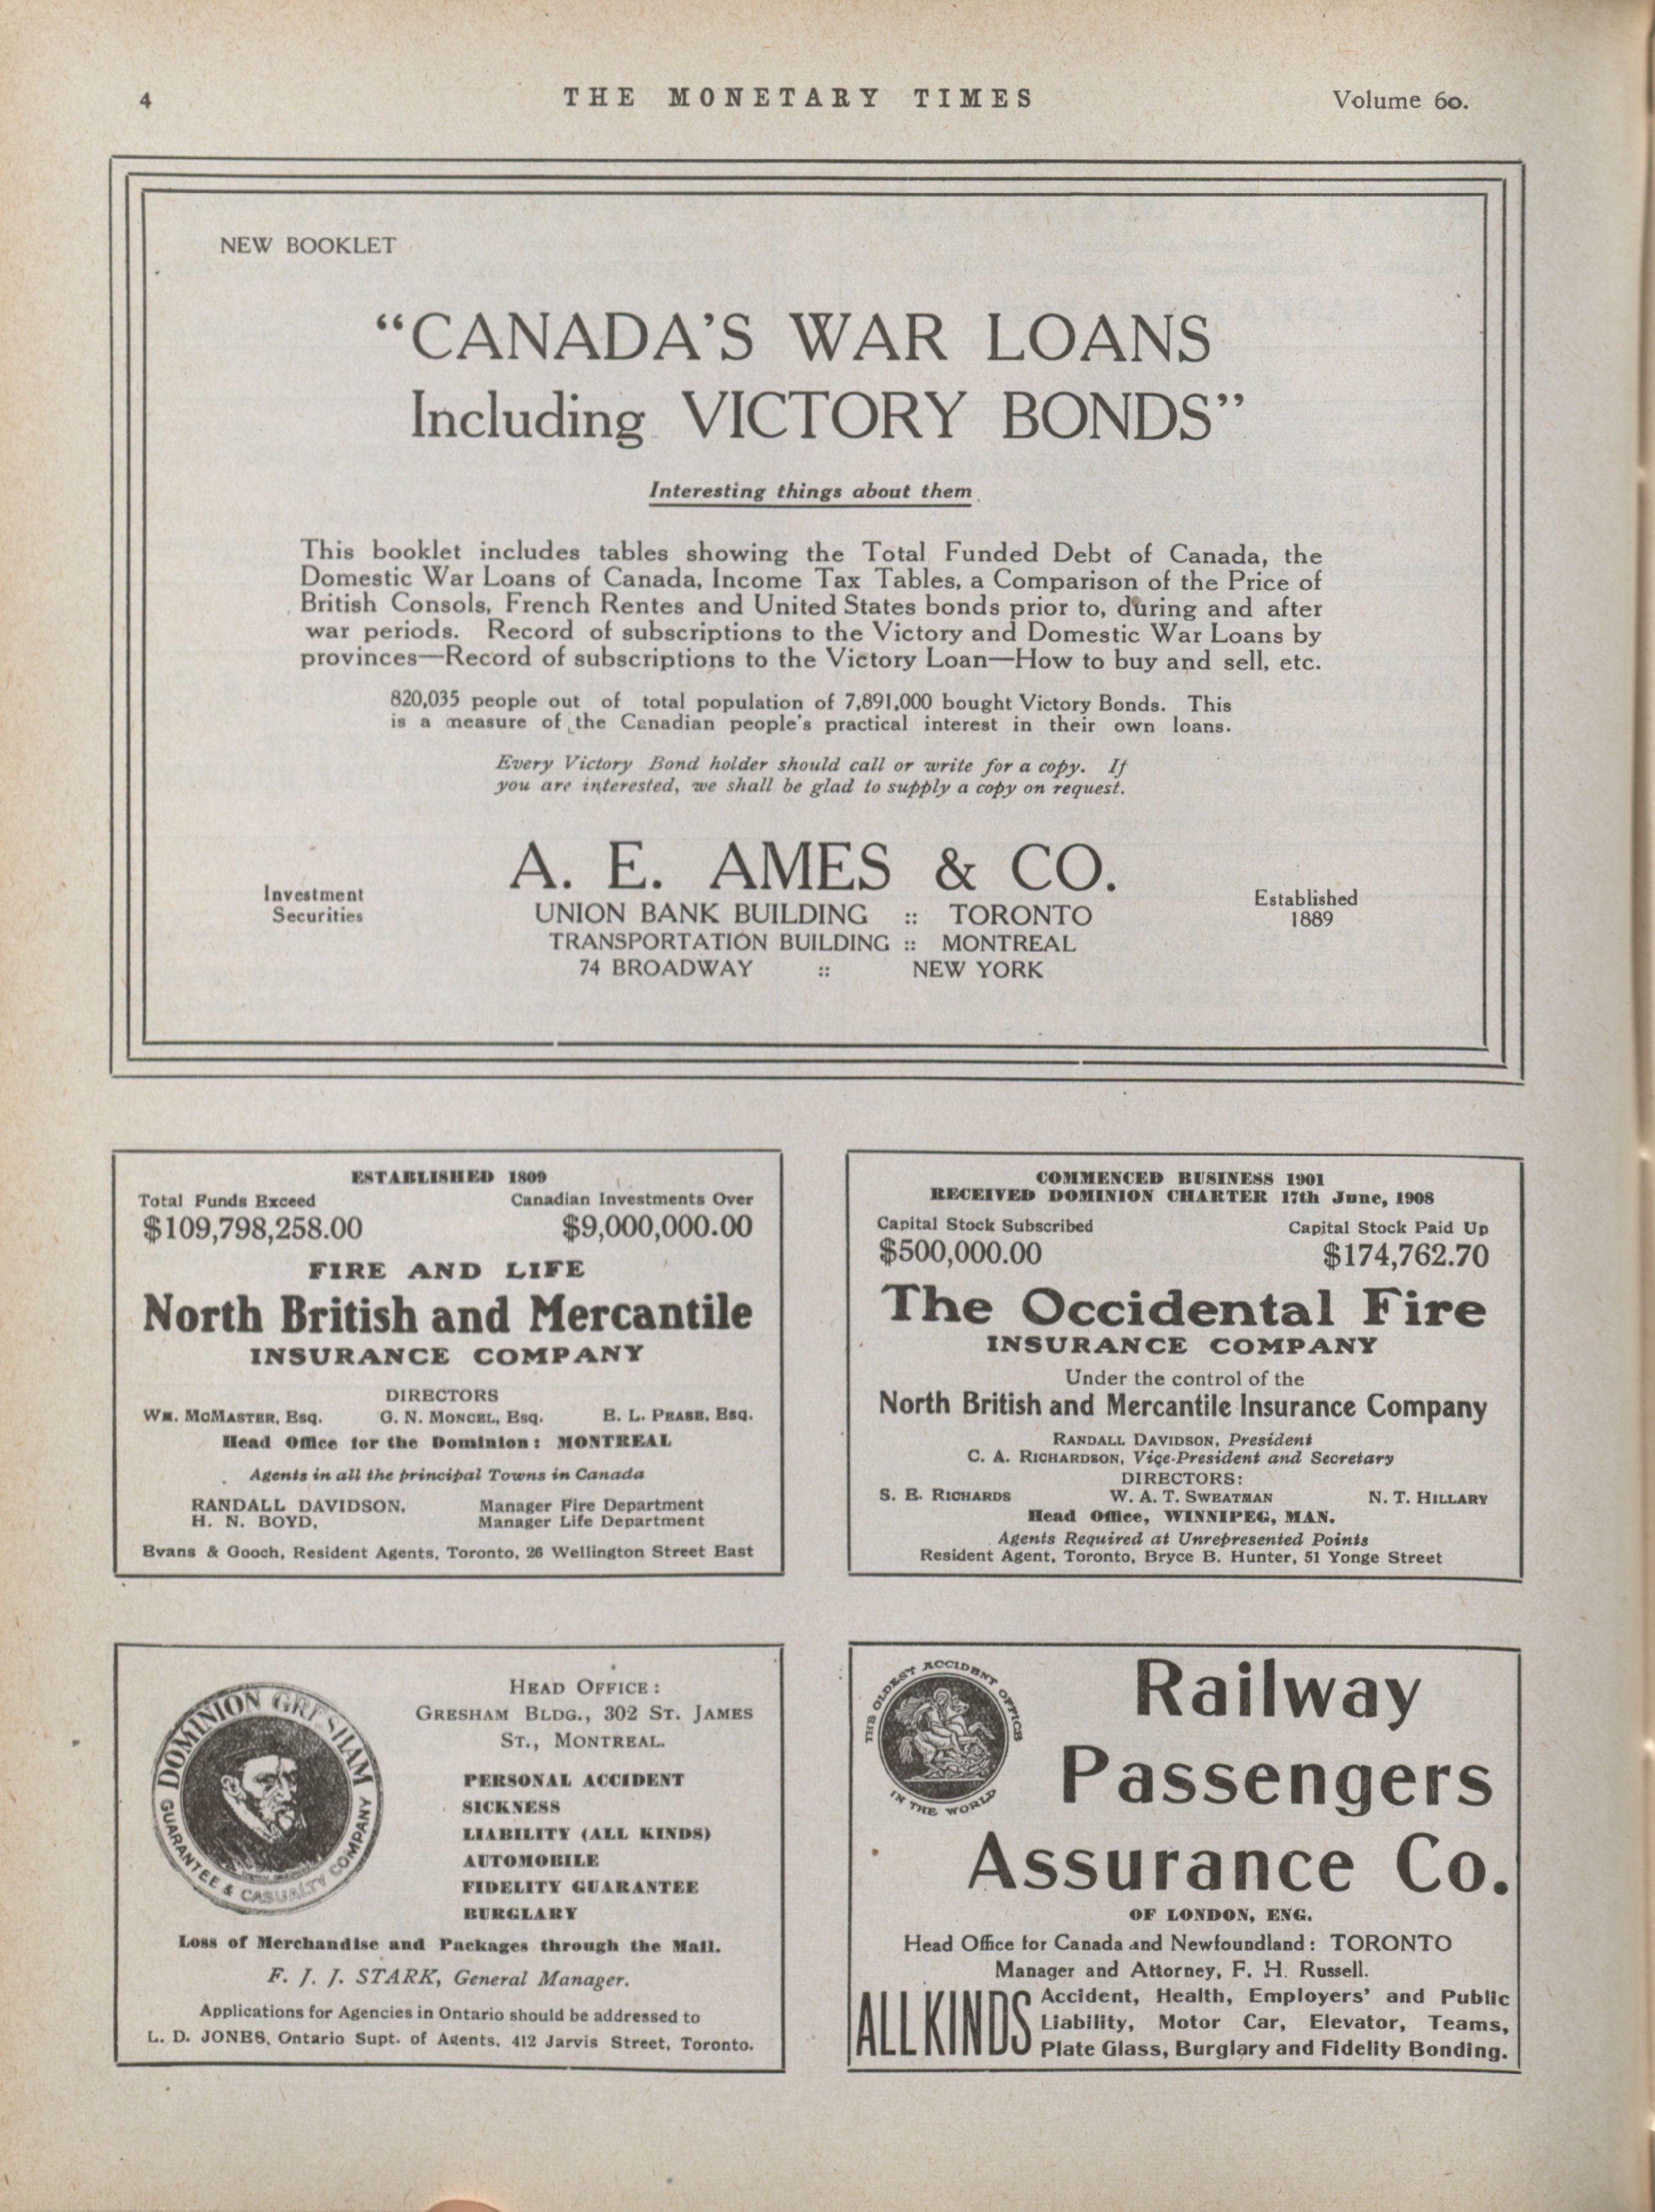 4
THE MONETARY TIMES
Volume 60.
NEW BOOKLET
“CANADA’S WAR LOANS
Including VICTORY BONDS”
Interesting things about them
This booklet includes tables showing the Total Funded Debt of Canada, the
Domestic War Loans of Canada, Income Tax Tables, a Comparison of the Price of
British Consols, French Rentes and United States bonds prior to, during and after
war periods. Record of subscriptions to the Victory and Domestic War Loans by
provinces—Record of subscriptions to the Victory Loan—How to buy and sell, etc.
820,035 people out of total population of 7,891,000 bought Victory Bonds. This
is a measure of the Canadian people’s practical interest in their own loans.
Every Victory Bond holder should call or write for a copy. If
you are interested, we shall be glad to supply a copy on request.
A. E. AMES & CO.
Investment
Securities
UNION BANK BUILDING :: TORONTO
TRANSPORTATION BUILDING :: MONTREAL
74 BROADWAY :: NEW YORK
Established
1889
ESTABLISHED 1809
Total Funds Exceed
Canadian Investments Over
$109,798,258.00
$9,000,000.00
FIRE AND LIFE
North British and Mercantile
INSURANCE COMPANY
DIRECTORS
WM. MCMASTER, Esq. G. N. MONCEL, Esq. E. L. PEASE, Esq.
Head Office for the Dominion: MONTREAL
Agents in all the principal Towns in Canada
RANDALL DAVIDSON, Manager Fire Department
H. N. BOYD, Manager Life Department
Evans & Gooch, Resident Agents, Toronto, 26 Wellington Street East
COMMENCED BUSINESS 1901
RECEIVED DOMINION CHARTER 17th June, 1908
Capital Stock Subscribed
Capital Stock Paid Up
$500,000.00
$174,762.70
The Occidental Fire
INSURANCE COMPANY
Under the control of the
North British and Mercantile Insurance Company
RANDALL DAVIDSON, President
C. A. RICHARDSON, Vice-President and Secretary
DIRECTORS:
S. E. RICHARDS W. A. T. SWEATMAN N. T. HILLARY
Head Office, WINNIPEG, MAN.
Agents Required at Unrepresented Points
Resident Agent, Toronto, Bryce B. Hunter, 51 Yonge Street
DOMINION GRESHAM
GUARANTEE & CASUALTY COMPANY
HEAD OFFICE:
GRESHAM BLDG., 302 ST. JAMES
ST., MONTREAL.
PERSONAL ACCIDENT
SICKNESS
LIABILITY (ALL KINDS)
AUTOMOBILE
FIDELITY GUARANTEE
BURGLARY
Loss of Merchandise and Packages through the Mail.
F. J. J. STARK, General Manager.
Applications for Agencies in Ontario should be addressed to
L. D. JONES, Ontario Supt. of Agents, 412 Jarvis Street, Toronto.
THE OLDEST ACCIDENT OFFICE
IN THE WORLD
Railway
Passengers
Assurance Co.
OF LONDON, ENG.
Head Office for Canada and Newfoundland: TORONTO
Manager and Attorney, F. H. Russell.
ALL KINDS
Accident, Health, Employers’ and Public
Liability, Motor Car, Elevator, Teams,
Plate Glass, Burglary and Fidelity Bonding.